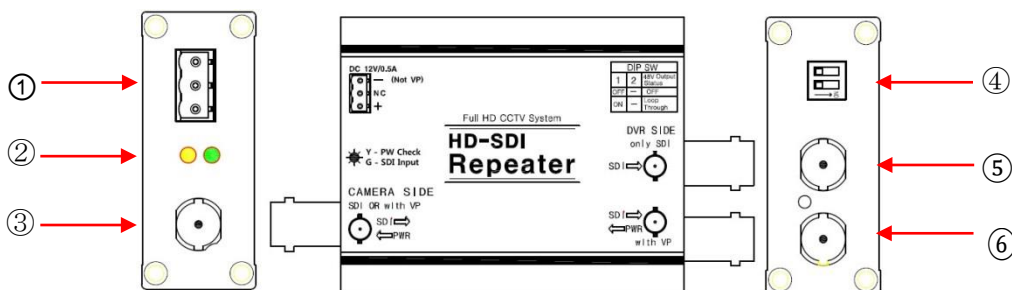 ①
②
③
DC 12V/0.5A
— (Not VP)
NC
+
Y - PW Check
G - SDI Input
CAMERA SIDE
SDI OR with VP
SDI
PWR
Full HD CCTV System
HD-SDI
Repeater
DIP SW
1 2 48V Output Status
OFF — OFF
ON — Loop Through
DVR SIDE
only SDI
SDI
SDI
PWR
with VP
④
⑤
⑥